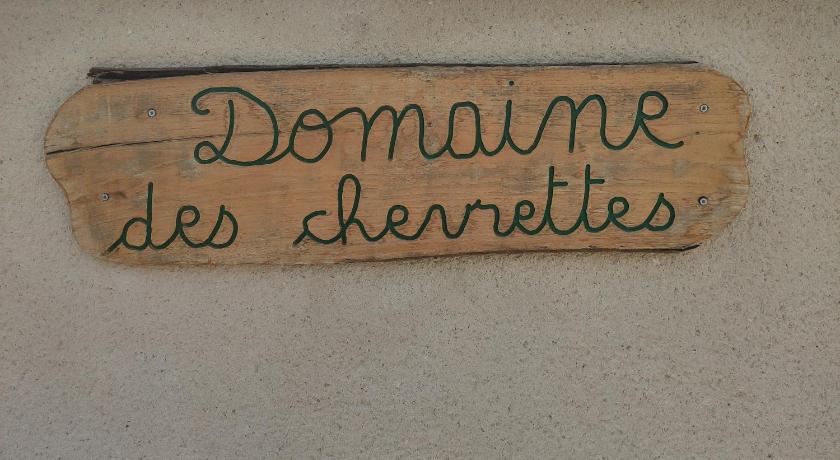 Domaine
des chevrettes